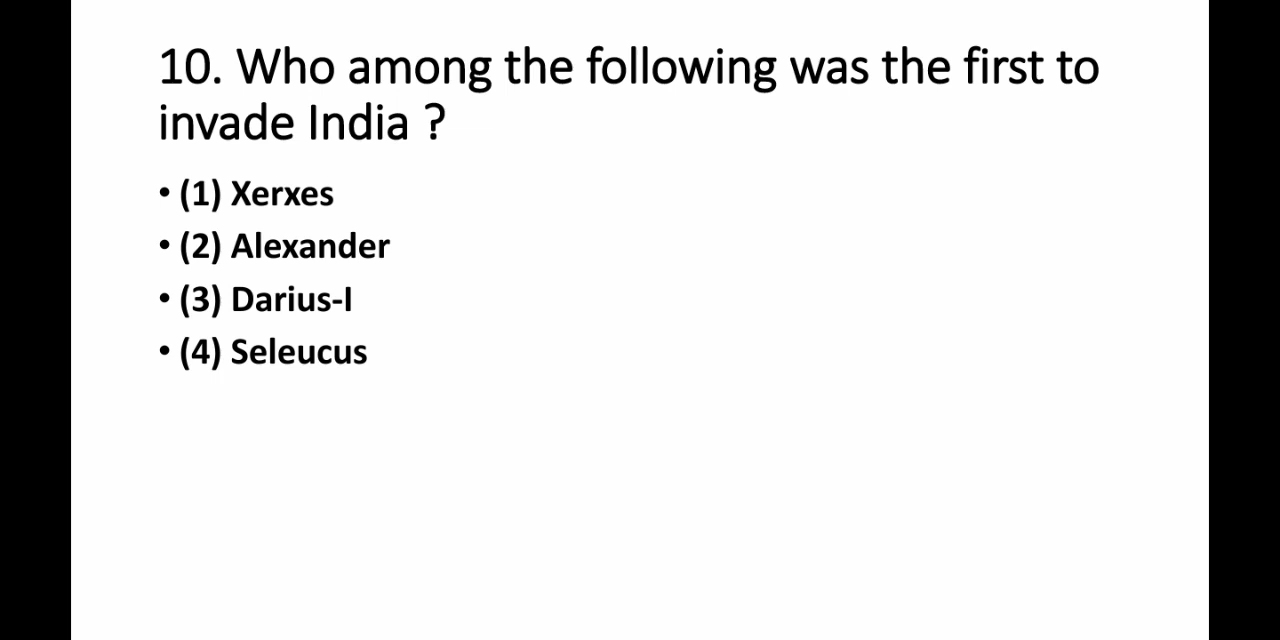 10. Who among the following was the first to
invade India ?
• (1) Xerxes
• (2) Alexander
• (3) Darius-I
• (4) Seleucus